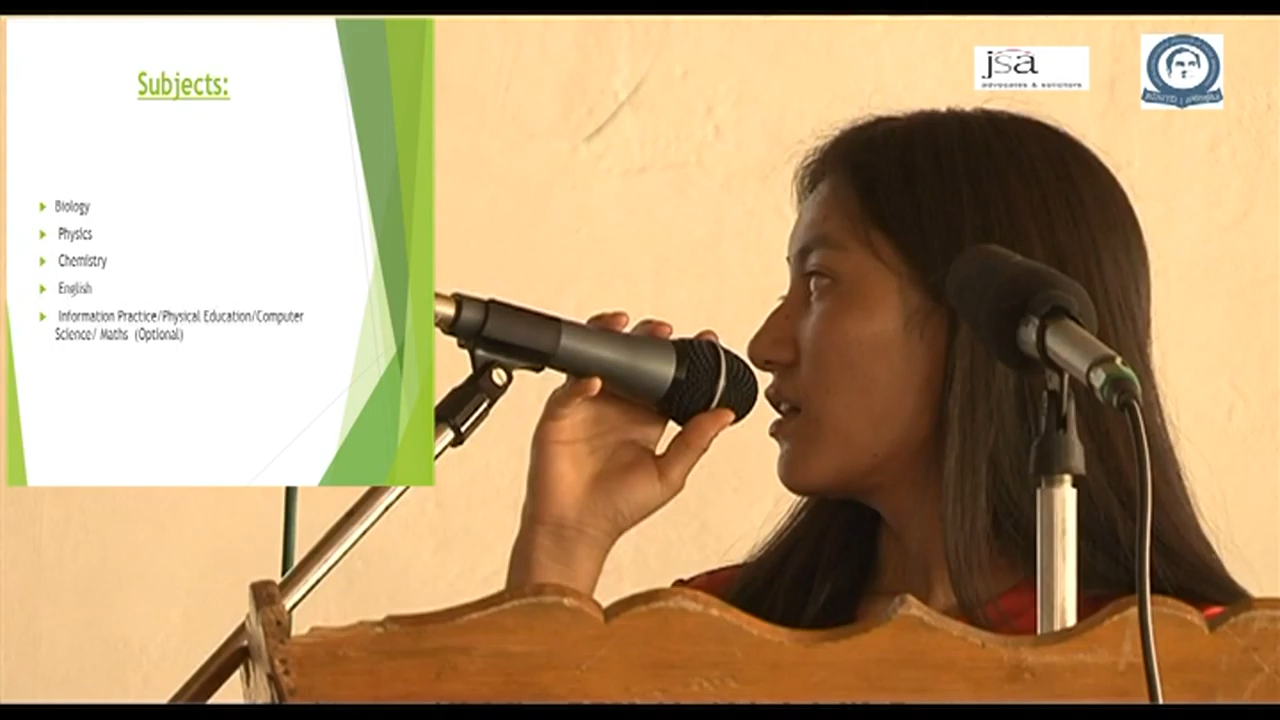 Subjects:
Biology
Physics
Chemistry
English
Information Practice/Physical Education/Computer
Science/ Maths (Optional)
jsa
advocates & solicitors